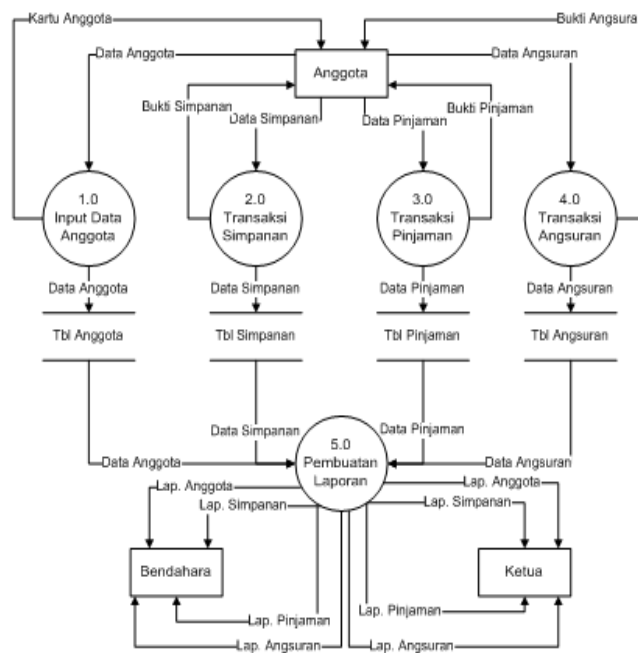 Kartu Anggota
Bukti Angsura
Data Anggota
Data Angsuran
Anggota
Bukti Simpanan
Bukti Pinjaman
Data Simpanan
Data Pinjaman
1.0
Input Data
Anggota
2.0
Transaksi
Simpanan
3.0
Transaksi
Pinjaman
4.0
Transaksi
Angsuran
Data Anggota
Data Simpanan
Data Pinjaman
Data Angsuran
Tbl Anggota
Tbl Simpanan
Tbl Pinjaman
Tbl Angsuran
Data Simpanan
Data Pinjaman
5.0
Pembuatan
Laporan
Data Anggota
Data Angsuran
Lap. Anggota
Lap. Anggota
Lap. Simpanan
Lap. Simpanan
Bendahara
Ketua
Lap. Pinjaman
Lap. Pinjaman
Lap. Angsuran
Lap. Angsuran